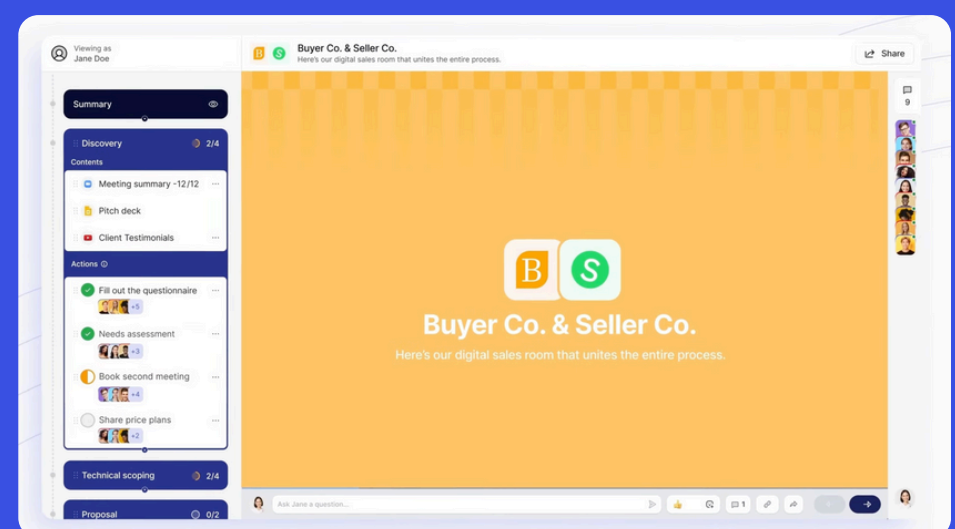 Viewing as
Jane Doe
Buyer Co. & Seller Co.
Here's our digital sales room that unites the entire process.
Share
Summary
Discovery 2/4
Contents
Meeting summary -12/12
Pitch deck
Client Testimonials
Actions
Fill out the questionnaire
+5
Needs assessment
+3
Book second meeting
+4
Share price plans
+2
Technical scoping 2/4
Proposal 0/2
9
B S
Buyer Co. & Seller Co.
Here's our digital sales room that unites the entire process.
Ask Jane a question...
1